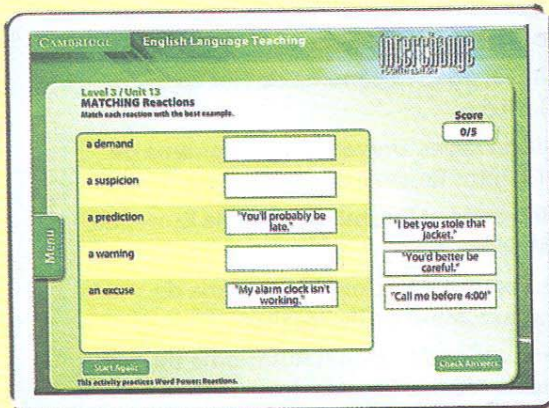 CAMBRIDGE English Language Teaching
interchange
FOURTH EDITION
Level 3 / Unit 13
MATCHING Reactions
Match each reaction with the best example.
Score
0/5
a demand
a suspicion
a prediction
"You'll probably be
late."
"I bet you stole that
jacket."
a warning
"You'd better be
careful."
an excuse
"My alarm clock isn't
working."
"Call me before 4:00!"
Menu
Start Again
Check Answers
This activity practices Word Power: Reactions.